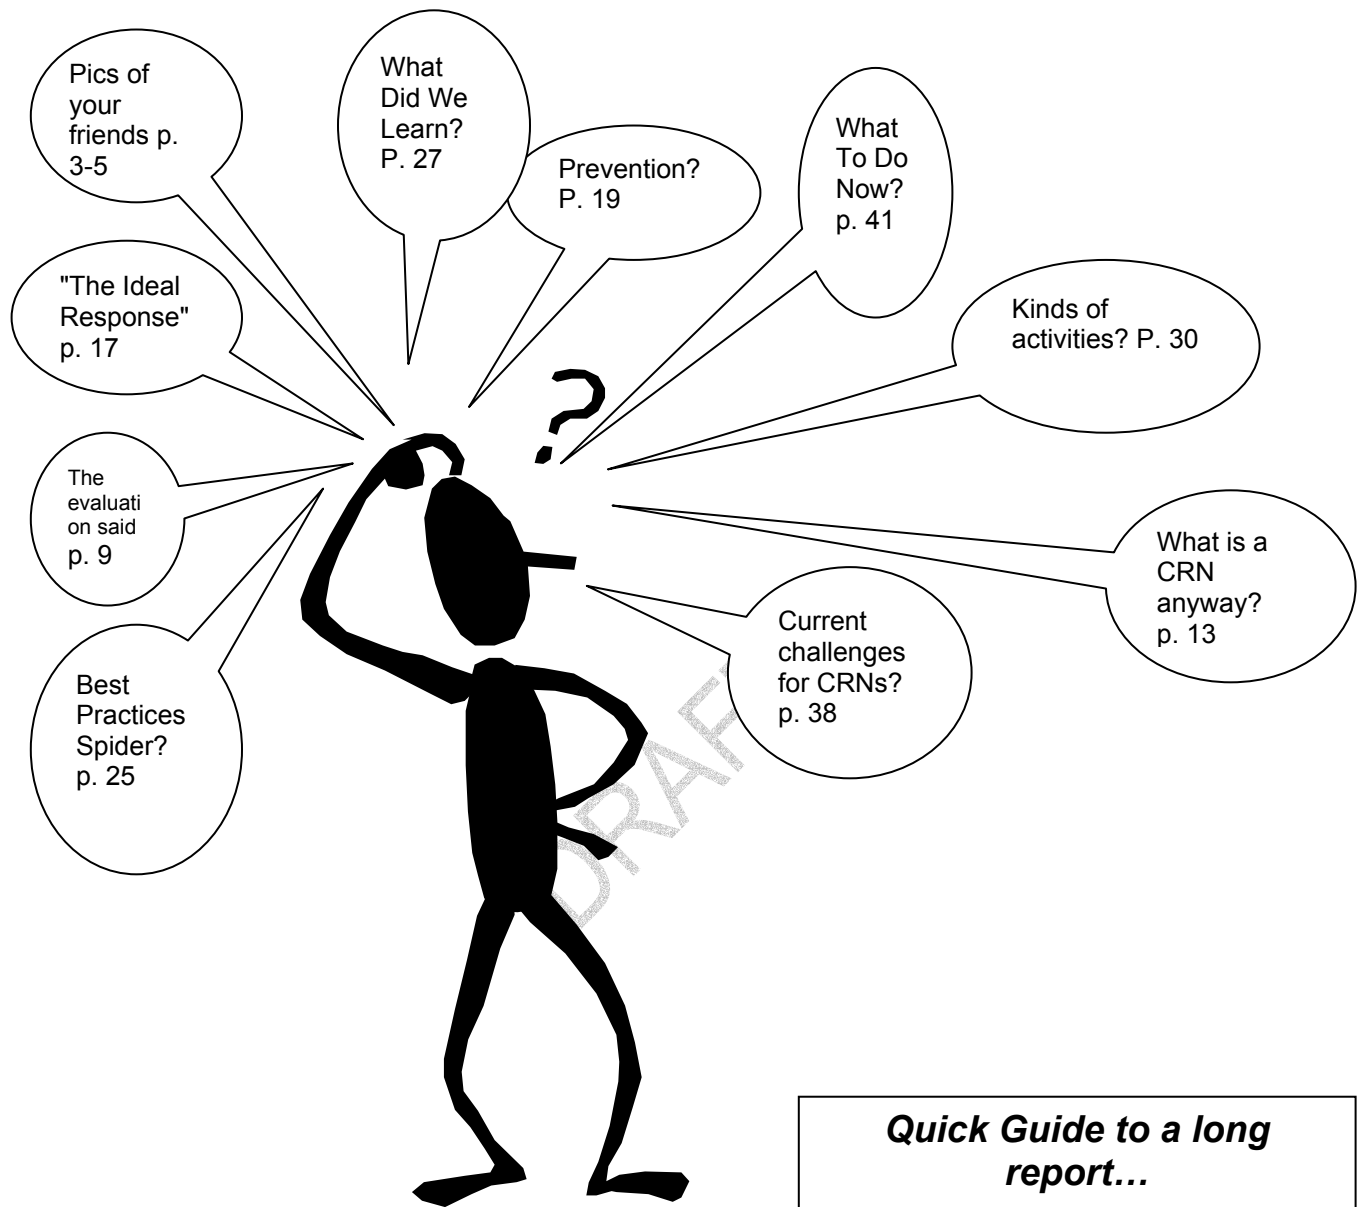 Pics of
your
friends p.
3-5
What
Did We
Learn?
P. 27
Prevention?
P. 19
What
To Do
Now?
p. 41
"The Ideal
Response"
p. 17
Kinds of
activities? P. 30
The
evaluati
on said
p. 9
What is a
CRN
anyway?
p. 13
Best
Practices
Spider?
p. 25
Current
challenges
for CRNs?
p. 38
?
DRAF
Quick Guide to a long
report…